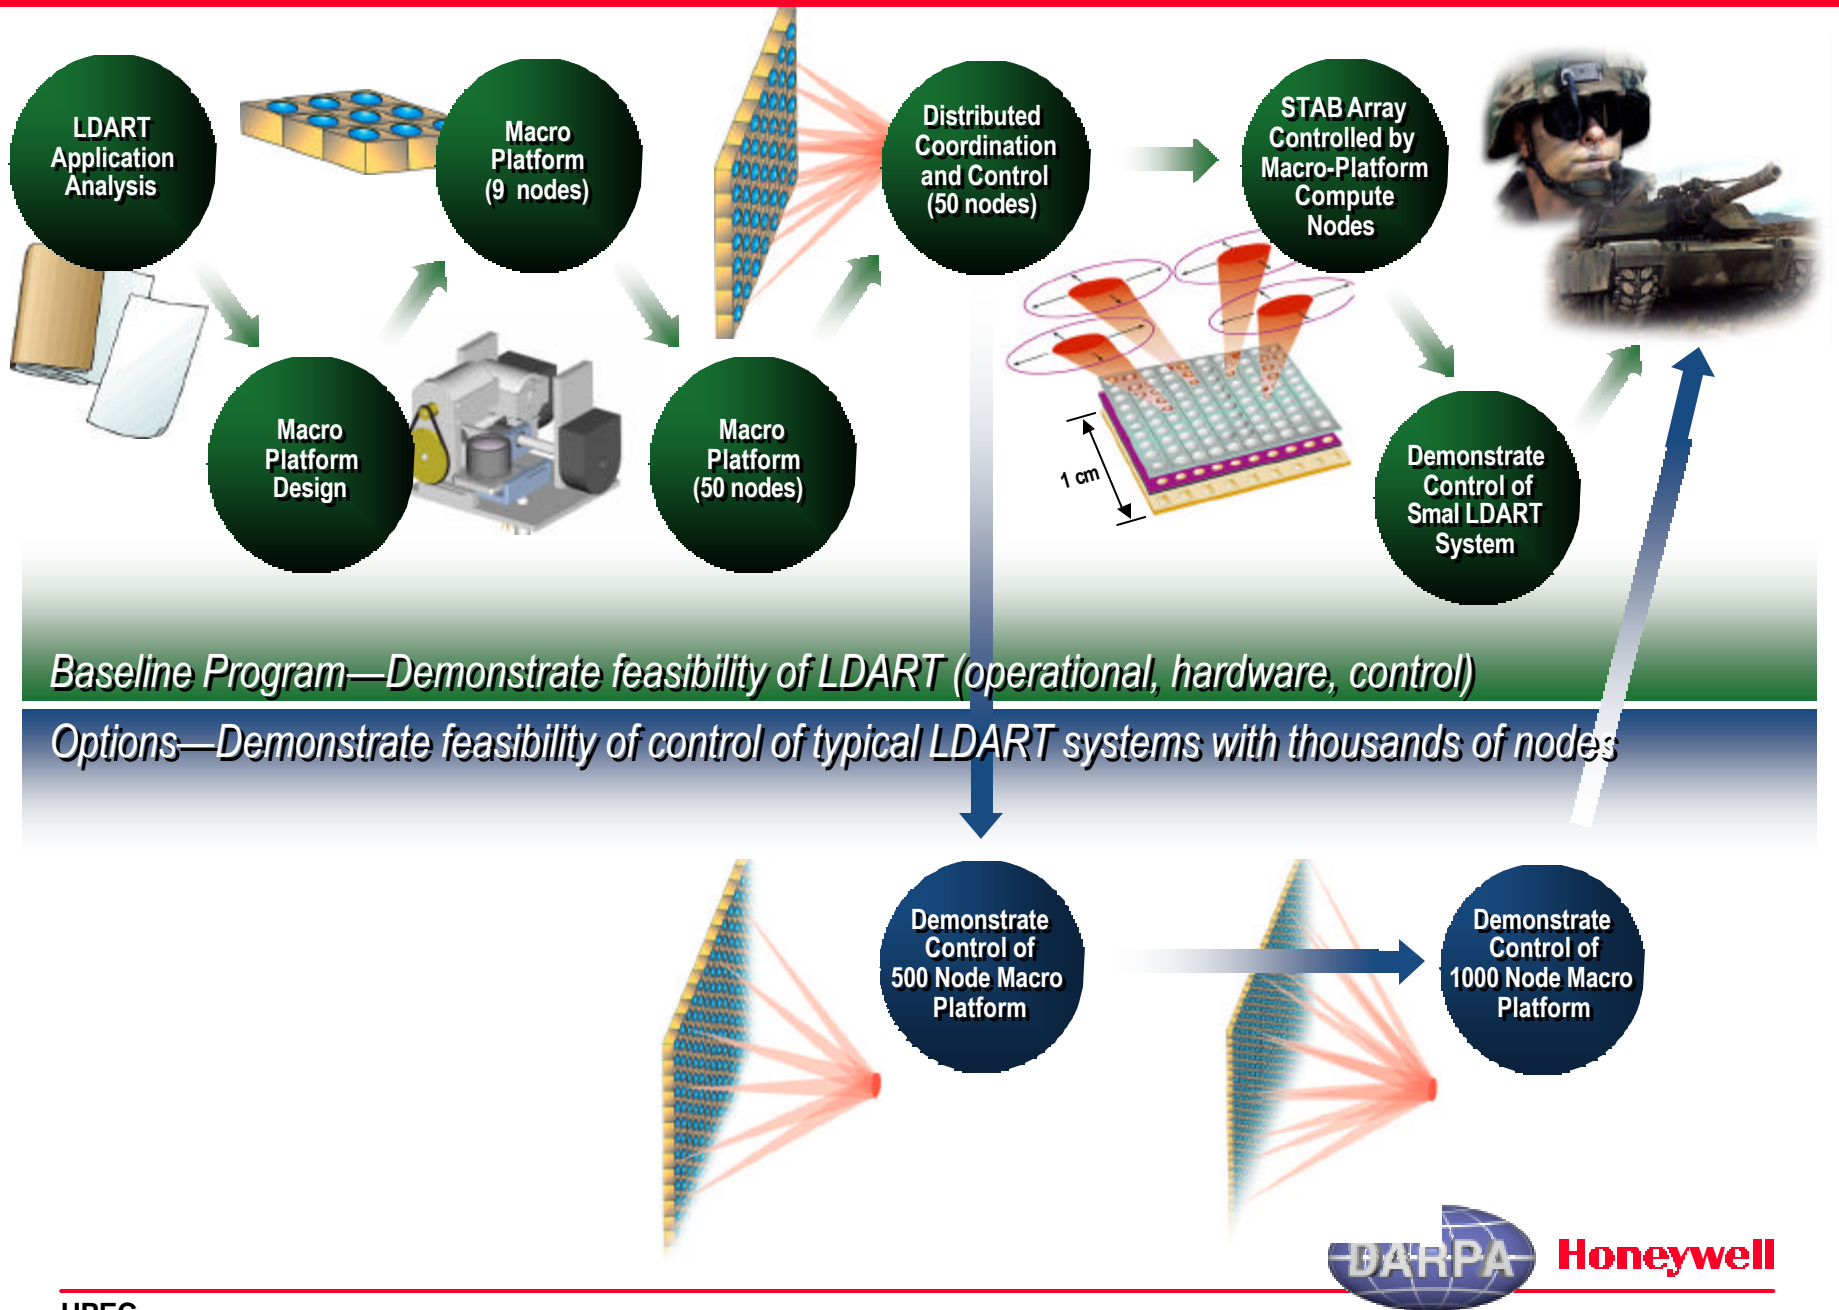 LDART
Application
Analysis
Macro
Platform
(9 nodes)
Distributed
Coordination
and Control
(50 nodes)
STAB Array
Controlled by
Macro-Platform
Compute
Nodes
Macro
Platform
Design
Macro
Platform
(50 nodes)
1 cm
Demonstrate
Control of
Smal LDART
System
Baseline Program—Demonstrate feasibility of LDART (operational, hardware, control)
Options—Demonstrate feasibility of control of typical LDART systems with thousands of nodes
Demonstrate
Control of
500 Node Macro
Platform
Demonstrate
Control of
1000 Node Macro
Platform
DARPA
Honeywell